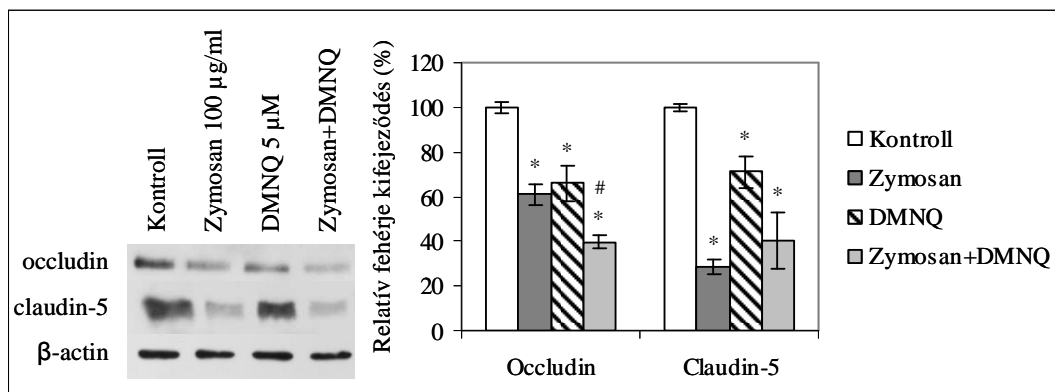 Kontroll
Zymosan 100 µg/ml
DMNQ 5 µM
Zymosan+DMNQ
occludin
claudin-5
β-actin
Relatív fehérje kifejeződés (%)
120
100
80
60
40
20
0
*
*
#
*
*
*
*
Occludin
Claudin-5
Kontroll
Zymosan
DMNQ
Zymosan+DMNQ